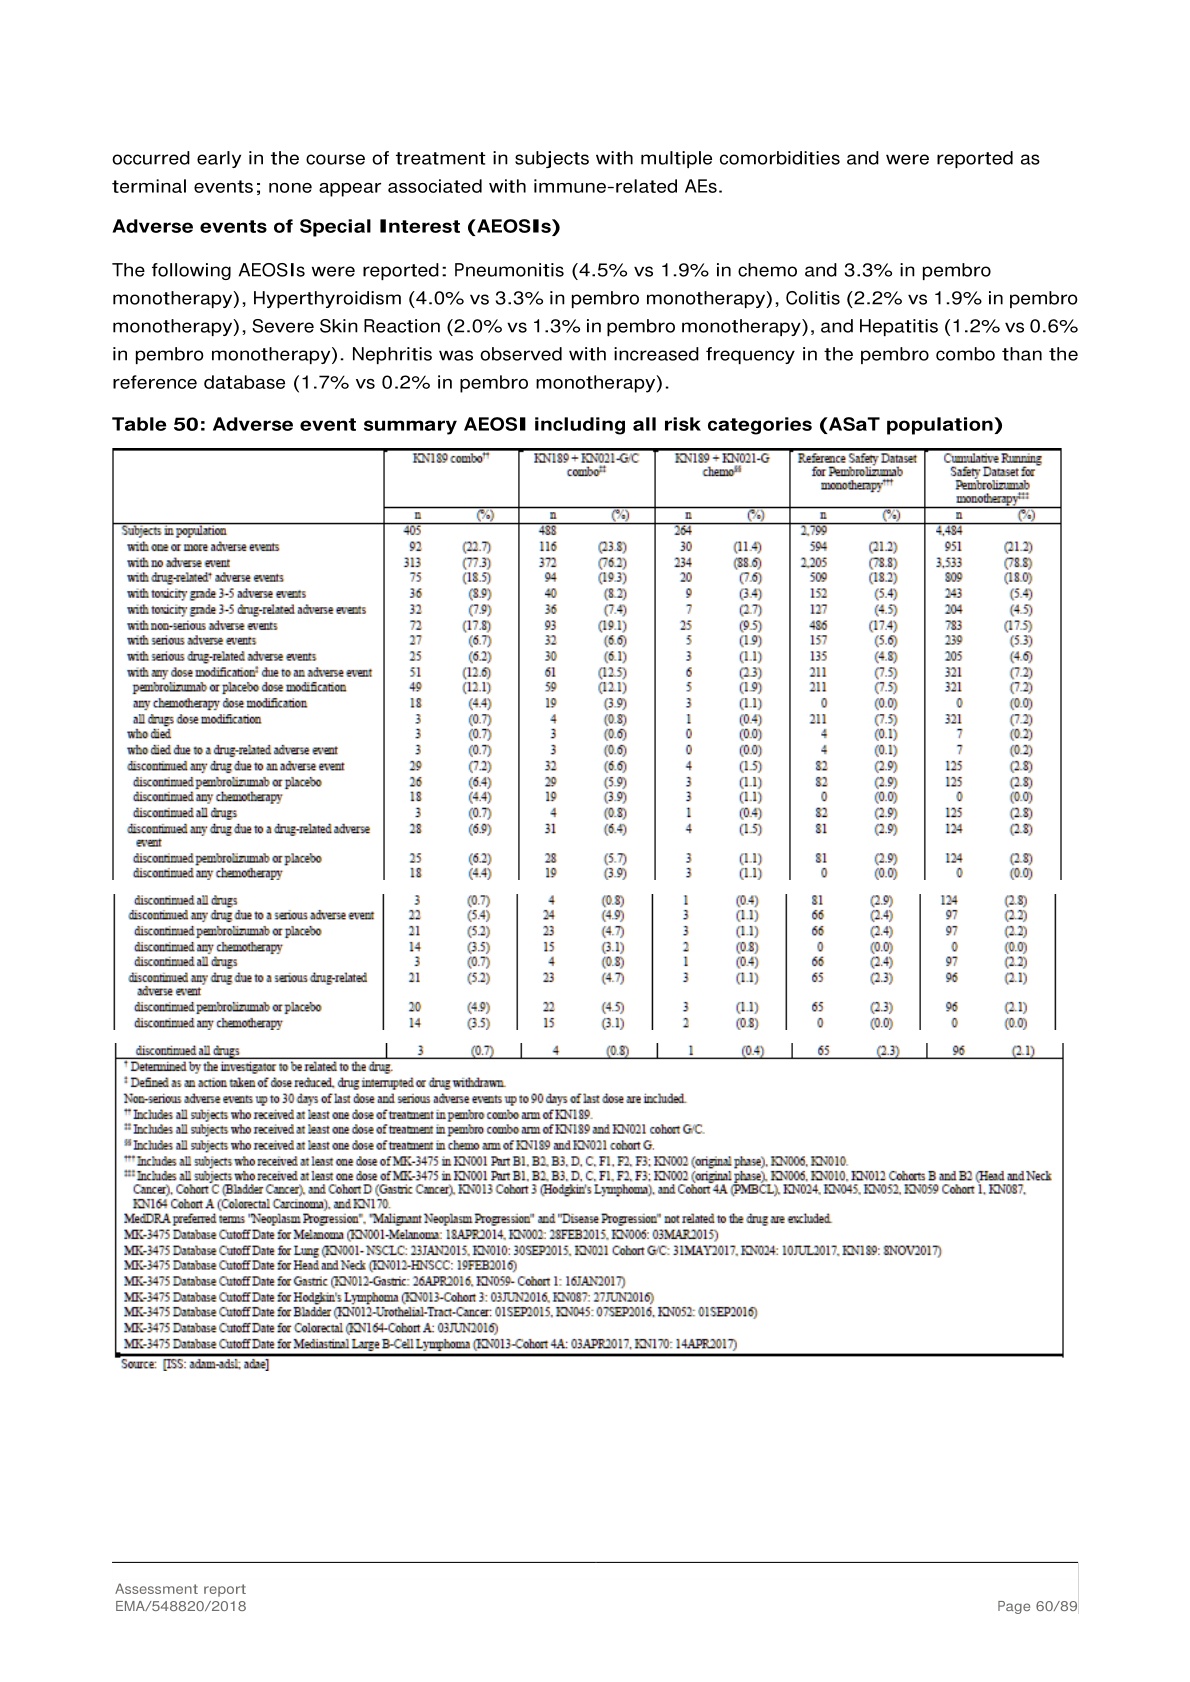 occurred early in the course of treatment in subjects with multiple comorbidities and were reported as
terminal events; none appear associated with immune-related AEs.
Adverse events of Special Interest (AEOSIs)
The following AEOSIs were reported: Pneumonitis (4.5% vs 1.9% in chemo and 3.3% in pembro
monotherapy), Hyperthyroidism (4.0% vs 3.3% in pembro monotherapy), Colitis (2.2% vs 1.9% in pembro
monotherapy), Severe Skin Reaction (2.0% vs 1.3% in pembro monotherapy), and Hepatitis (1.2% vs 0.6%
in pembro monotherapy). Nephritis was observed with increased frequency in the pembro combo than the
reference database (1.7% vs 0.2% in pembro monotherapy).
Table 50: Adverse event summary AEOSI including all risk categories (ASaT population)
KN189 combo†† KN189 + KN021-G/C KN189 + KN021-G Reference Safety Dataset Cumulative Running
combo‡‡ chemo§§ for Pembrolizumab Safety Dataset for
monotherapy††† Pembrolizumab
monotherapy‡‡‡
n (%) n (%) n (%) n (%) n (%)
Subjects in population 405 488 264 2,799 4,484
with one or more adverse events 92 (22.7) 116 (23.8) 30 (11.4) 594 (21.2) 951 (21.2)
with no adverse event 313 (77.3) 372 (76.2) 234 (88.6) 2,205 (78.8) 3,533 (78.8)
with drug-related† adverse events 75 (18.5) 94 (19.3) 20 (7.6) 509 (18.2) 809 (18.0)
with toxicity grade 3-5 adverse events 36 (8.9) 40 (8.2) 9 (3.4) 152 (5.4) 243 (5.4)
with toxicity grade 3-5 drug-related adverse events 32 (7.9) 36 (7.4) 7 (2.7) 127 (4.5) 204 (4.5)
with non-serious adverse events 72 (17.8) 93 (19.1) 25 (9.5) 486 (17.4) 783 (17.5)
with serious adverse events 27 (6.7) 32 (6.6) 5 (1.9) 157 (5.6) 239 (5.3)
with serious drug-related adverse events 25 (6.2) 30 (6.1) 3 (1.1) 135 (4.8) 205 (4.6)
with any dose modification‡ due to an adverse event 51 (12.6) 61 (12.5) 6 (2.3) 211 (7.5) 321 (7.2)
pembrolizumab or placebo dose modification 49 (12.1) 59 (12.1) 5 (1.9) 211 (7.5) 321 (7.2)
any chemotherapy dose modification 18 (4.4) 19 (3.9) 3 (1.1) 0 (0.0) 0 (0.0)
all drugs dose modification 3 (0.7) 4 (0.8) 1 (0.4) 211 (7.5) 321 (7.2)
who died 3 (0.7) 3 (0.6) 0 (0.0) 4 (0.1) 7 (0.2)
who died due to a drug-related adverse event 3 (0.7) 3 (0.6) 0 (0.0) 4 (0.1) 7 (0.2)
discontinued any drug due to an adverse event 29 (7.2) 32 (6.6) 4 (1.5) 82 (2.9) 125 (2.8)
discontinued pembrolizumab or placebo 26 (6.4) 29 (5.9) 3 (1.1) 82 (2.9) 125 (2.8)
discontinued any chemotherapy 18 (4.4) 19 (3.9) 3 (1.1) 0 (0.0) 0 (0.0)
discontinued all drugs 3 (0.7) 4 (0.8) 1 (0.4) 82 (2.9) 125 (2.8)
discontinued any drug due to a drug-related adverse 28 (6.9) 31 (6.4) 4 (1.5) 81 (2.9) 124 (2.8)
event
discontinued pembrolizumab or placebo 25 (6.2) 28 (5.7) 3 (1.1) 81 (2.9) 124 (2.8)
discontinued any chemotherapy 18 (4.4) 19 (3.9) 3 (1.1) 0 (0.0) 0 (0.0)
discontinued all drugs 3 (0.7) 4 (0.8) 1 (0.4) 81 (2.9) 124 (2.8)
discontinued any drug due to a serious adverse event 22 (5.4) 24 (4.9) 3 (1.1) 66 (2.4) 97 (2.2)
discontinued pembrolizumab or placebo 21 (5.2) 23 (4.7) 3 (1.1) 66 (2.4) 97 (2.2)
discontinued any chemotherapy 14 (3.5) 15 (3.1) 2 (0.8) 0 (0.0) 0 (0.0)
discontinued all drugs 3 (0.7) 4 (0.8) 1 (0.4) 66 (2.4) 97 (2.2)
discontinued any drug due to a serious drug-related 21 (5.2) 23 (4.7) 3 (1.1) 65 (2.3) 96 (2.1)
adverse event
discontinued pembrolizumab or placebo 20 (4.9) 22 (4.5) 3 (1.1) 65 (2.3) 96 (2.1)
discontinued any chemotherapy 14 (3.5) 15 (3.1) 2 (0.8) 0 (0.0) 0 (0.0)
discontinued all drugs 3 (0.7) 4 (0.8) 1 (0.4) 65 (2.3) 96 (2.1)
† Determined by the investigator to be related to the drug.
‡ Defined as an action taken of dose reduced, drug interrupted or drug withdrawn.
Non-serious adverse events up to 30 days of last dose and serious adverse events up to 90 days of last dose are included.
†† Includes all subjects who received at least one dose of treatment in pembro combo arm of KN189.
‡‡ Includes all subjects who received at least one dose of treatment in pembro combo arm of KN189 and KN021 cohort G/C.
§§ Includes all subjects who received at least one dose of treatment in chemo arm of KN189 and KN021 cohort G.
††† Includes all subjects who received at least one dose of MK-3475 in KN001 Part B1, B2, B3, D, C, F1, F2, F3; KN002 (original phase), KN006, KN010.
‡‡‡ Includes all subjects who received at least one dose of MK-3475 in KN001 Part B1, B2, B3, D, C, F1, F2, F3; KN002 (original phase), KN006, KN010, KN012 Cohorts B and B2 (Head and Neck
Cancer), Cohort C (Bladder Cancer), and Cohort D (Gastric Cancer), KN013 Cohort 3 (Hodgkin's Lymphoma), and Cohort 4A (PMBCL), KN024, KN045, KN052, KN059 Cohort 1, KN087,
KN164 Cohort A (Colorectal Carcinoma), and KN170.
MedDRA preferred terms "Neoplasm Progression", "Malignant Neoplasm Progression" and "Disease Progression" not related to the drug are excluded.
MK-3475 Database Cutoff Date for Melanoma (KN001-Melanoma: 18APR2014, KN002: 28FEB2015, KN006: 03MAR2015)
MK-3475 Database Cutoff Date for Lung (KN001- NSCLC: 23JAN2015, KN010: 30SEP2015, KN021 Cohort G/C: 31MAY2017, KN024: 10JUL2017, KN189: 8NOV2017)
MK-3475 Database Cutoff Date for Head and Neck (KN012-HNSCC: 19FEB2016)
MK-3475 Database Cutoff Date for Gastric (KN012-Gastric: 26APR2016, KN059- Cohort 1: 16JAN2017)
MK-3475 Database Cutoff Date for Hodgkin's Lymphoma (KN013-Cohort 3: 03JUN2016, KN087: 27JUN2016)
MK-3475 Database Cutoff Date for Bladder (KN012-Urothelial-Tract-Cancer: 01SEP2015, KN045: 07SEP2016, KN052: 01SEP2016)
MK-3475 Database Cutoff Date for Colorectal (KN164-Cohort A: 03JUN2016)
MK-3475 Database Cutoff Date for Mediastinal Large B-Cell Lymphoma (KN013-Cohort 4A: 03APR2017, KN170: 14APR2017)
Source: [ISS: adam-adsl; adae]
Assessment report
EMA/548820/2018 Page 60/89